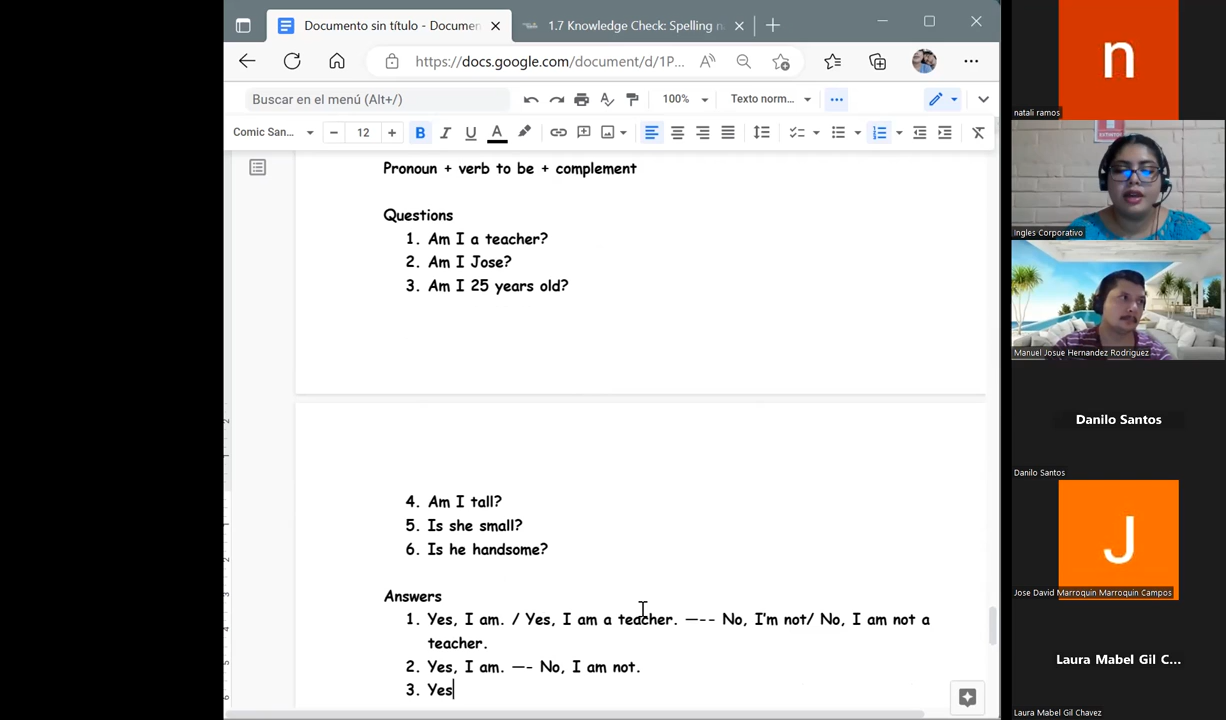 Documento sin título - Documen
1.7 Knowledge Check: Spelling n
https://docs.google.com/document/d/1P...
Buscar en el menú (Alt+/)
100%
Texto norm...
Comic San...
12
Pronoun + verb to be + complement
Questions
1. Am I a teacher?
2. Am I Jose?
3. Am I 25 years old?
4. Am I tall?
5. Is she small?
6. Is he handsome?
Answers
1. Yes, I am. / Yes, I am a teacher. —-- No, I'm not/ No, I am not a
teacher.
2. Yes, I am. —- No, I am not.
3. Yes
n
natali ramos
Ingles Corporativo
Manuel Josue Hernandez Rodriguez
Danilo Santos
Danilo Santos
J
Jose David Marroquin Marroquin Campos
Laura Mabel Gil C...
Laura Mabel Gil Chavez